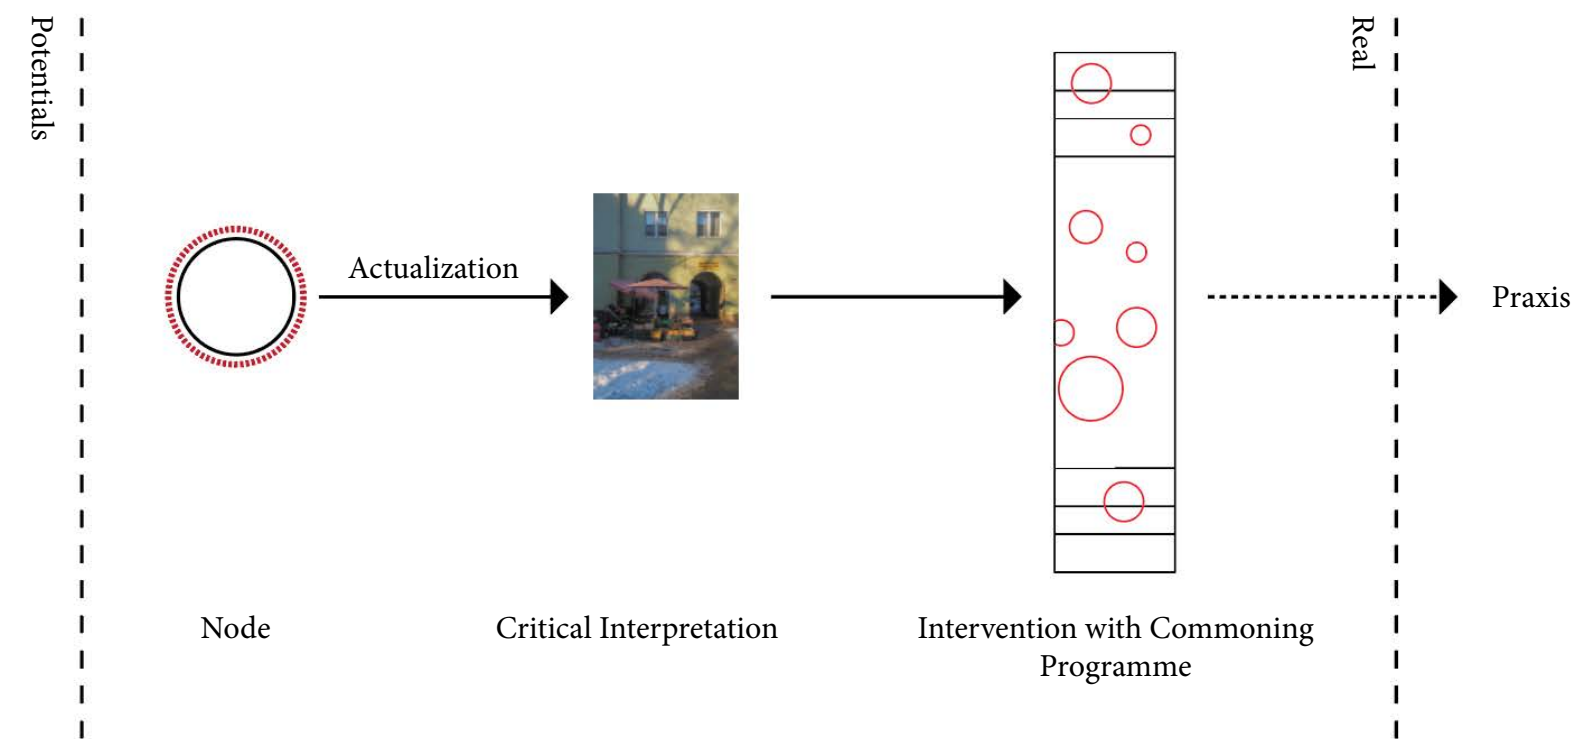 Potentials
Real
Actualization
Praxis
Node
Critical Interpretation
Intervention with Commoning
Programme